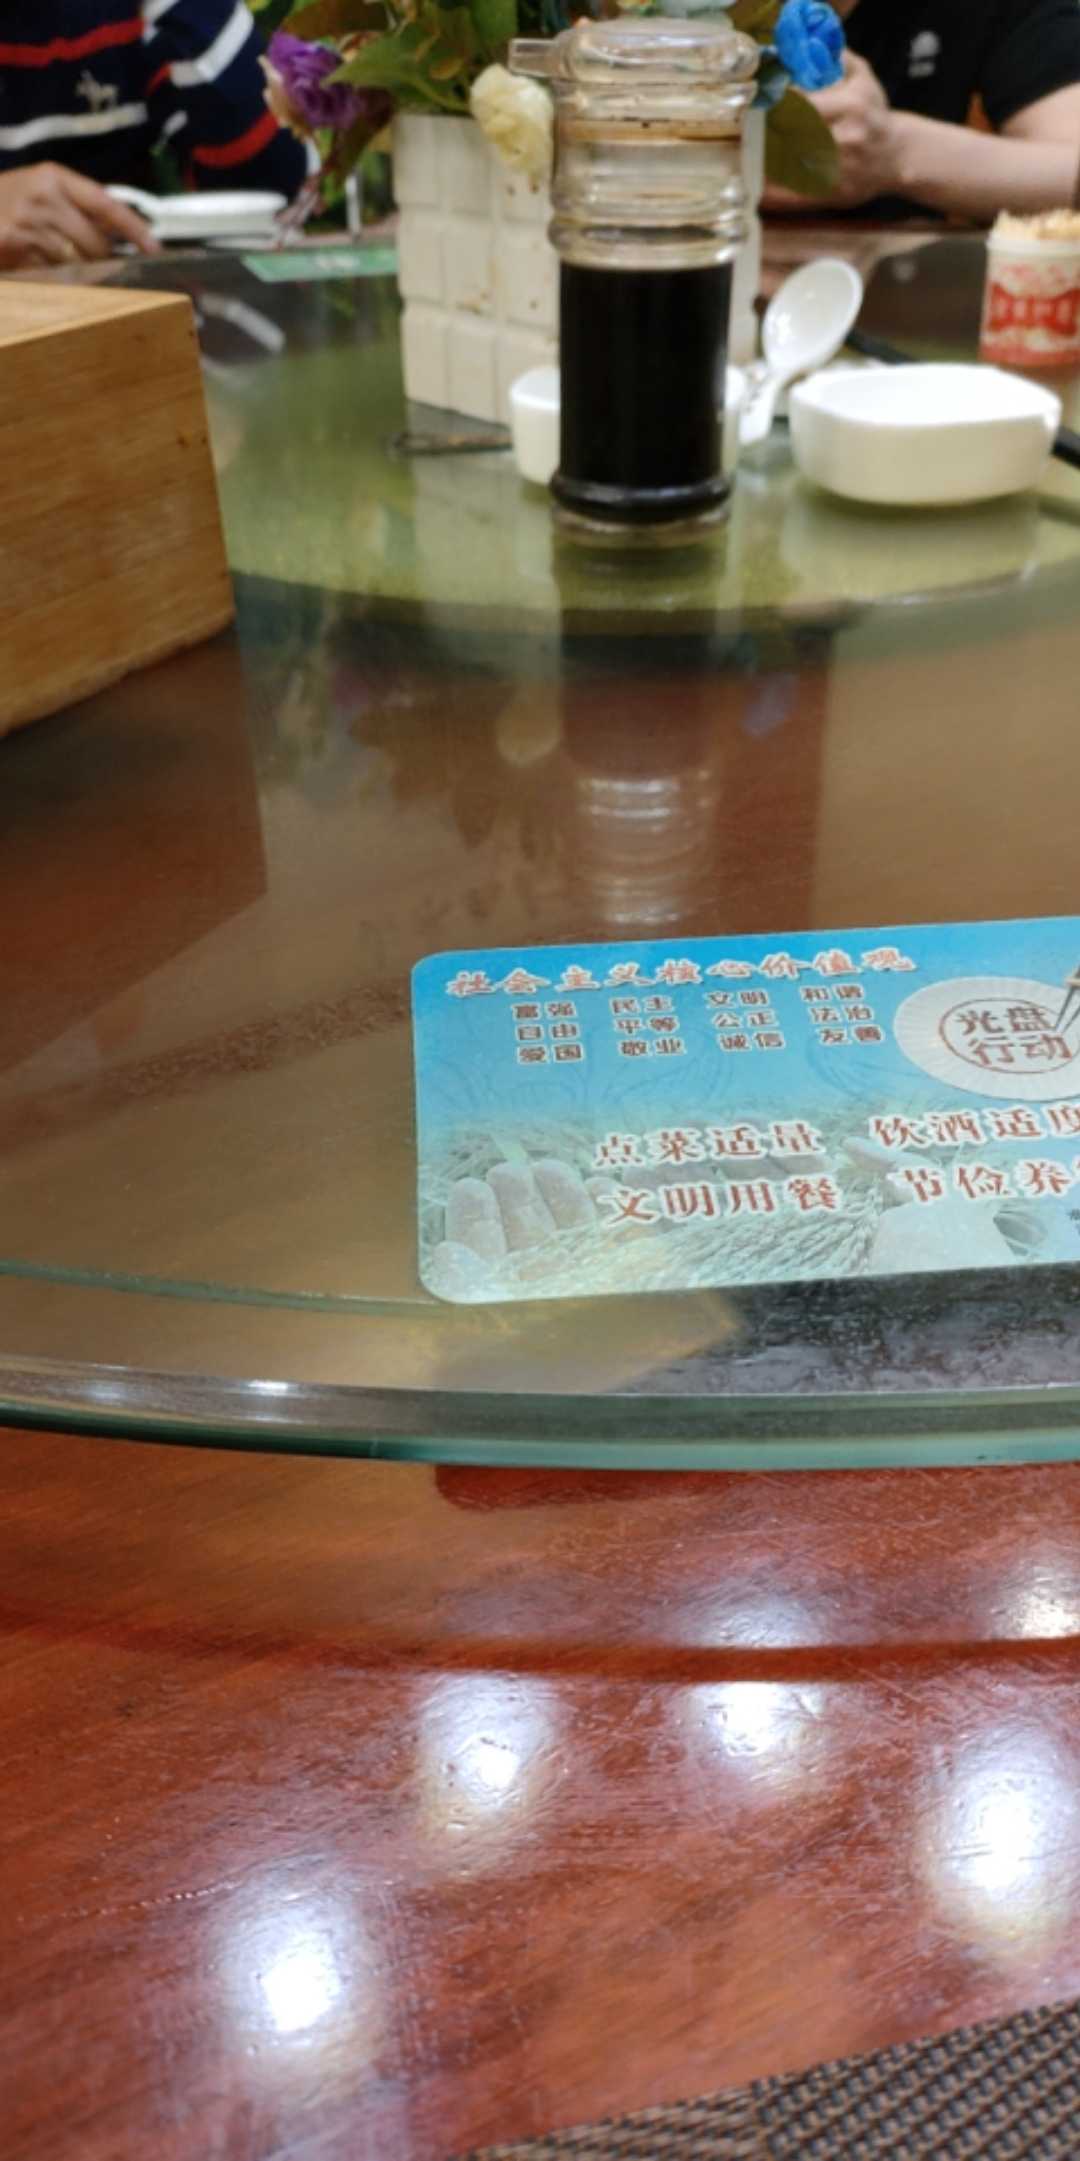 社会主义核心价值观
富强 民主 文明 和谐
自由 平等 公正 法治
爱国 敬业 诚信 友善
光盘
行动
点菜适量 饮酒适度
文明用餐 节俭养